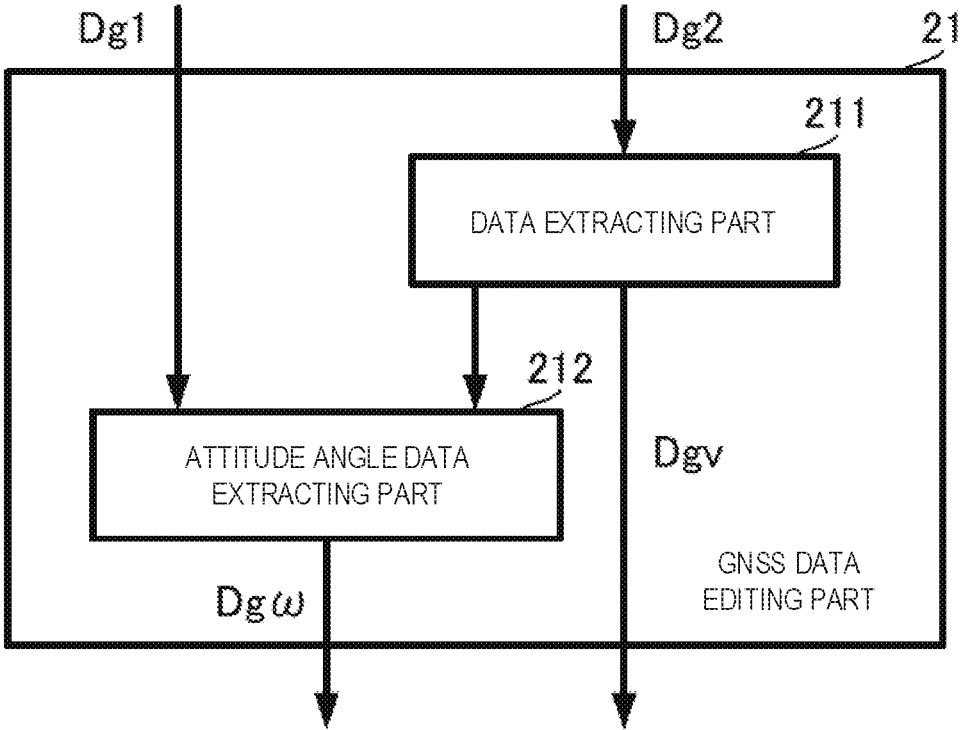 Dg1
Dg2
21
211
DATA EXTRACTING PART
212
ATTITUDE ANGLE DATA
EXTRACTING PART
Dgv
GNSS DATA
EDITING PART
Dgω